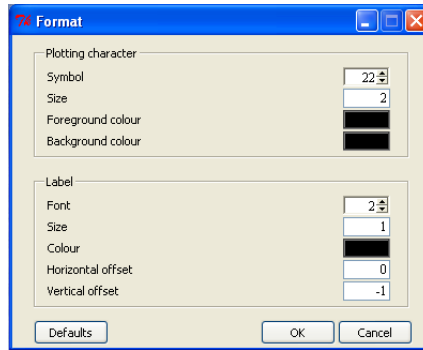 Format
Plotting character
Symbol 22
Size 2
Foreground colour
Background colour
Label
Font 2
Size 1
Colour
Horizontal offset 0
Vertical offset -1
Defaults OK Cancel